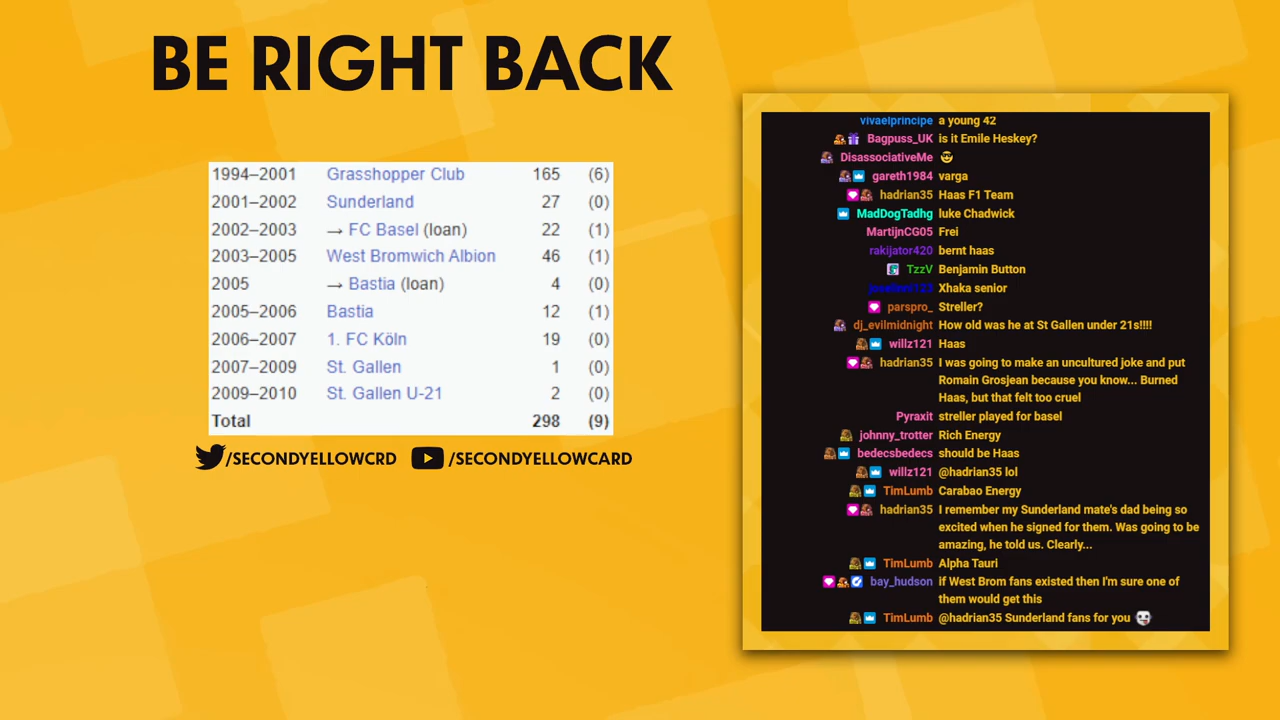 BE RIGHT BACK
1994–2001 Grasshopper Club 165 (6)
2001–2002 Sunderland 27 (0)
2002–2003 → FC Basel (loan) 22 (1)
2003–2005 West Bromwich Albion 46 (1)
2005 → Bastia (loan) 4 (0)
2005–2006 Bastia 12 (1)
2006–2007 1. FC Köln 19 (0)
2007–2009 St. Gallen 1 (0)
2009–2010 St. Gallen U-21 2 (0)
Total 298 (9)
/SECONDYELLOWCRD /SECONDYELLOWCARD
vivaelprincipe a young 42
Bagpuss_UK is it Emile Heskey?
DisassociativeMe 😎
gareth1984 varga
hadrian35 Haas F1 Team
MadDogTadhg luke Chadwick
MartijnCG05 Frei
rakijator420 bernt haas
TzzV Benjamin Button
Xhaka senior
parspro_ Streller?
dj_evilmidnight How old was he at St Gallen under 21s!!!!
willz121 Haas
hadrian35 I was going to make an uncultured joke and put
Romain Grosjean because you know... Burned
Haas, but that felt too cruel
Pyraxit streller played for basel
johnny_trotter Rich Energy
bedecsbedecs should be Haas
willz121 @hadrian35 lol
TimLumb Carabao Energy
hadrian35 I remember my Sunderland mate's dad being so
excited when he signed for them. Was going to be
amazing, he told us. Clearly...
TimLumb Alpha Tauri
bay_hudson if West Brom fans existed then I'm sure one of
them would get this
TimLumb @hadrian35 Sunderland fans for you